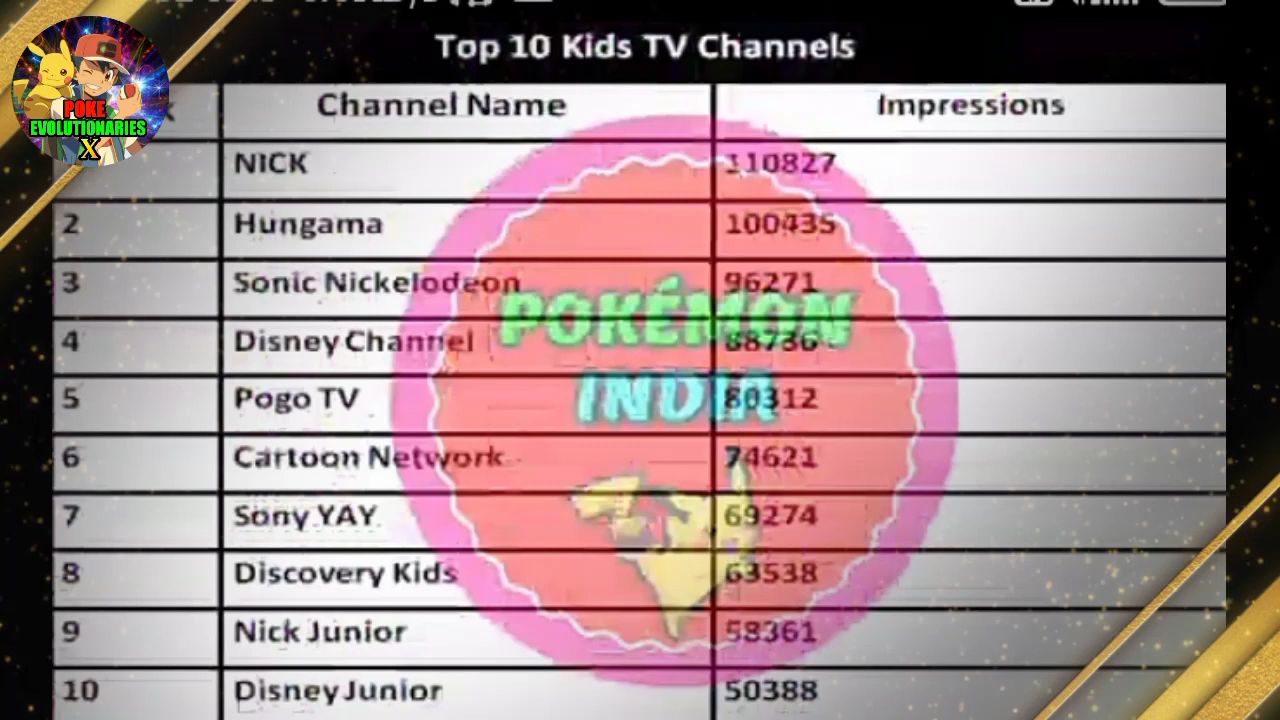 Top 10 Kids TV Channels
POKE
EVOLUTIONARIES
X
Channel Name Impressions
NICK 110827
2 Hungama 100435
3 Sonic Nickelodeon 96271
POKÉMON
4 Disney Channel 88736
INDIA
5 Pogo TV 80312
6 Cartoon Network 74621
7 Sony YAY 69274
8 Discovery Kids 63538
9 Nick Junior 58361
10 Disney Junior 50388